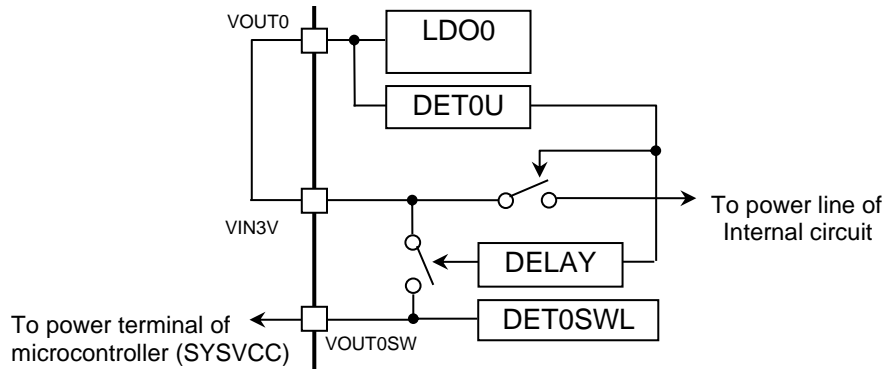 VOUT0
LDO0
DET0U
VIN3V
To power line of
Internal circuit
DELAY
DET0SWL
To power terminal of
microcontroller (SYSVCC)
VOUT0SW